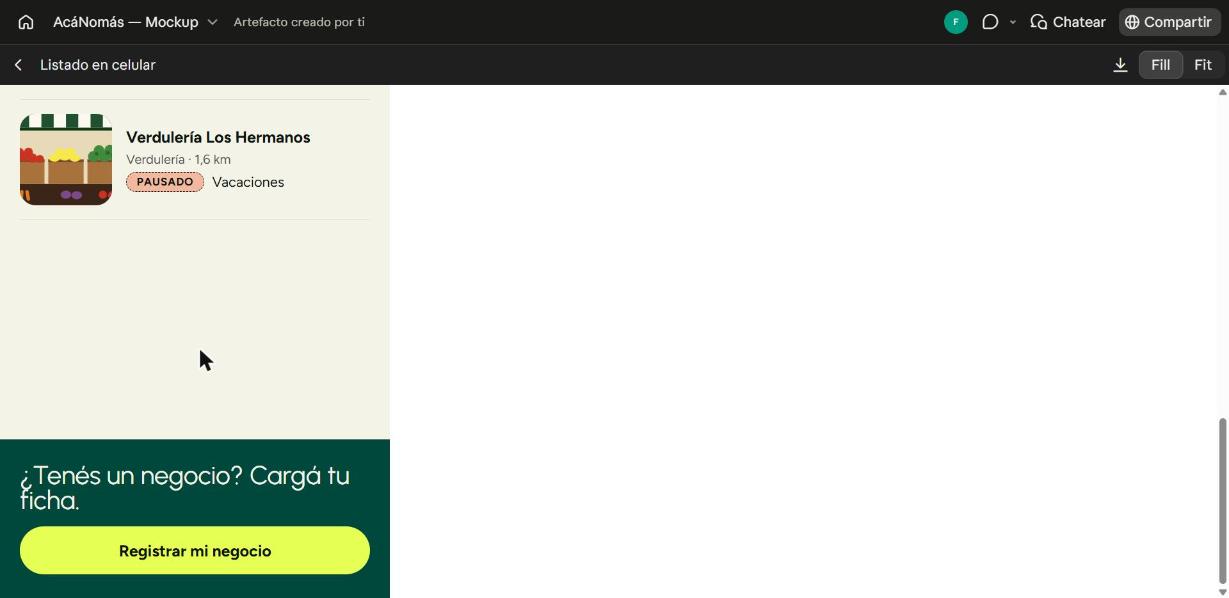 AcáNomás — Mockup
Artefacto creado por ti
F
Chatear
Compartir
Listado en celular
Fill
Fit
Verdulería Los Hermanos
Verdulería · 1,6 km
PAUSADO Vacaciones
¿Tenés un negocio? Cargá tu
ficha.
Registrar mi negocio